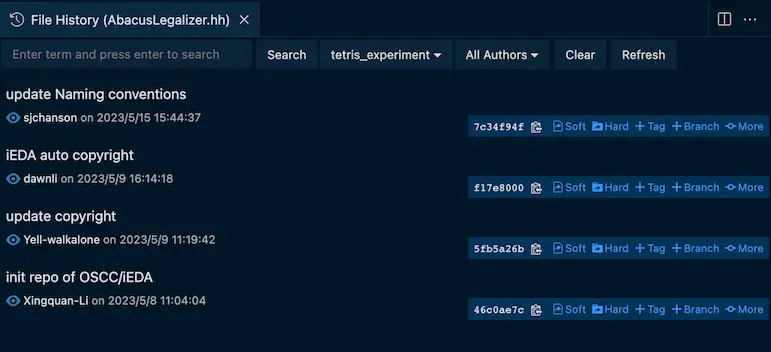 File History (AbacusLegalizer.hh)
Enter term and press enter to search Search tetris_experiment All Authors Clear Refresh
update Naming conventions
sjchanson on 2023/5/15 15:44:37
7c34f94f Soft Hard Tag Branch More
iEDA auto copyright
dawnli on 2023/5/9 16:14:18
f17e8000 Soft Hard Tag Branch More
update copyright
Yell-walkalone on 2023/5/9 11:19:42
5fb5a26b Soft Hard Tag Branch More
init repo of OSCC/iEDA
Xingquan-Li on 2023/5/8 11:04:04
46c0ae7c Soft Hard Tag Branch More